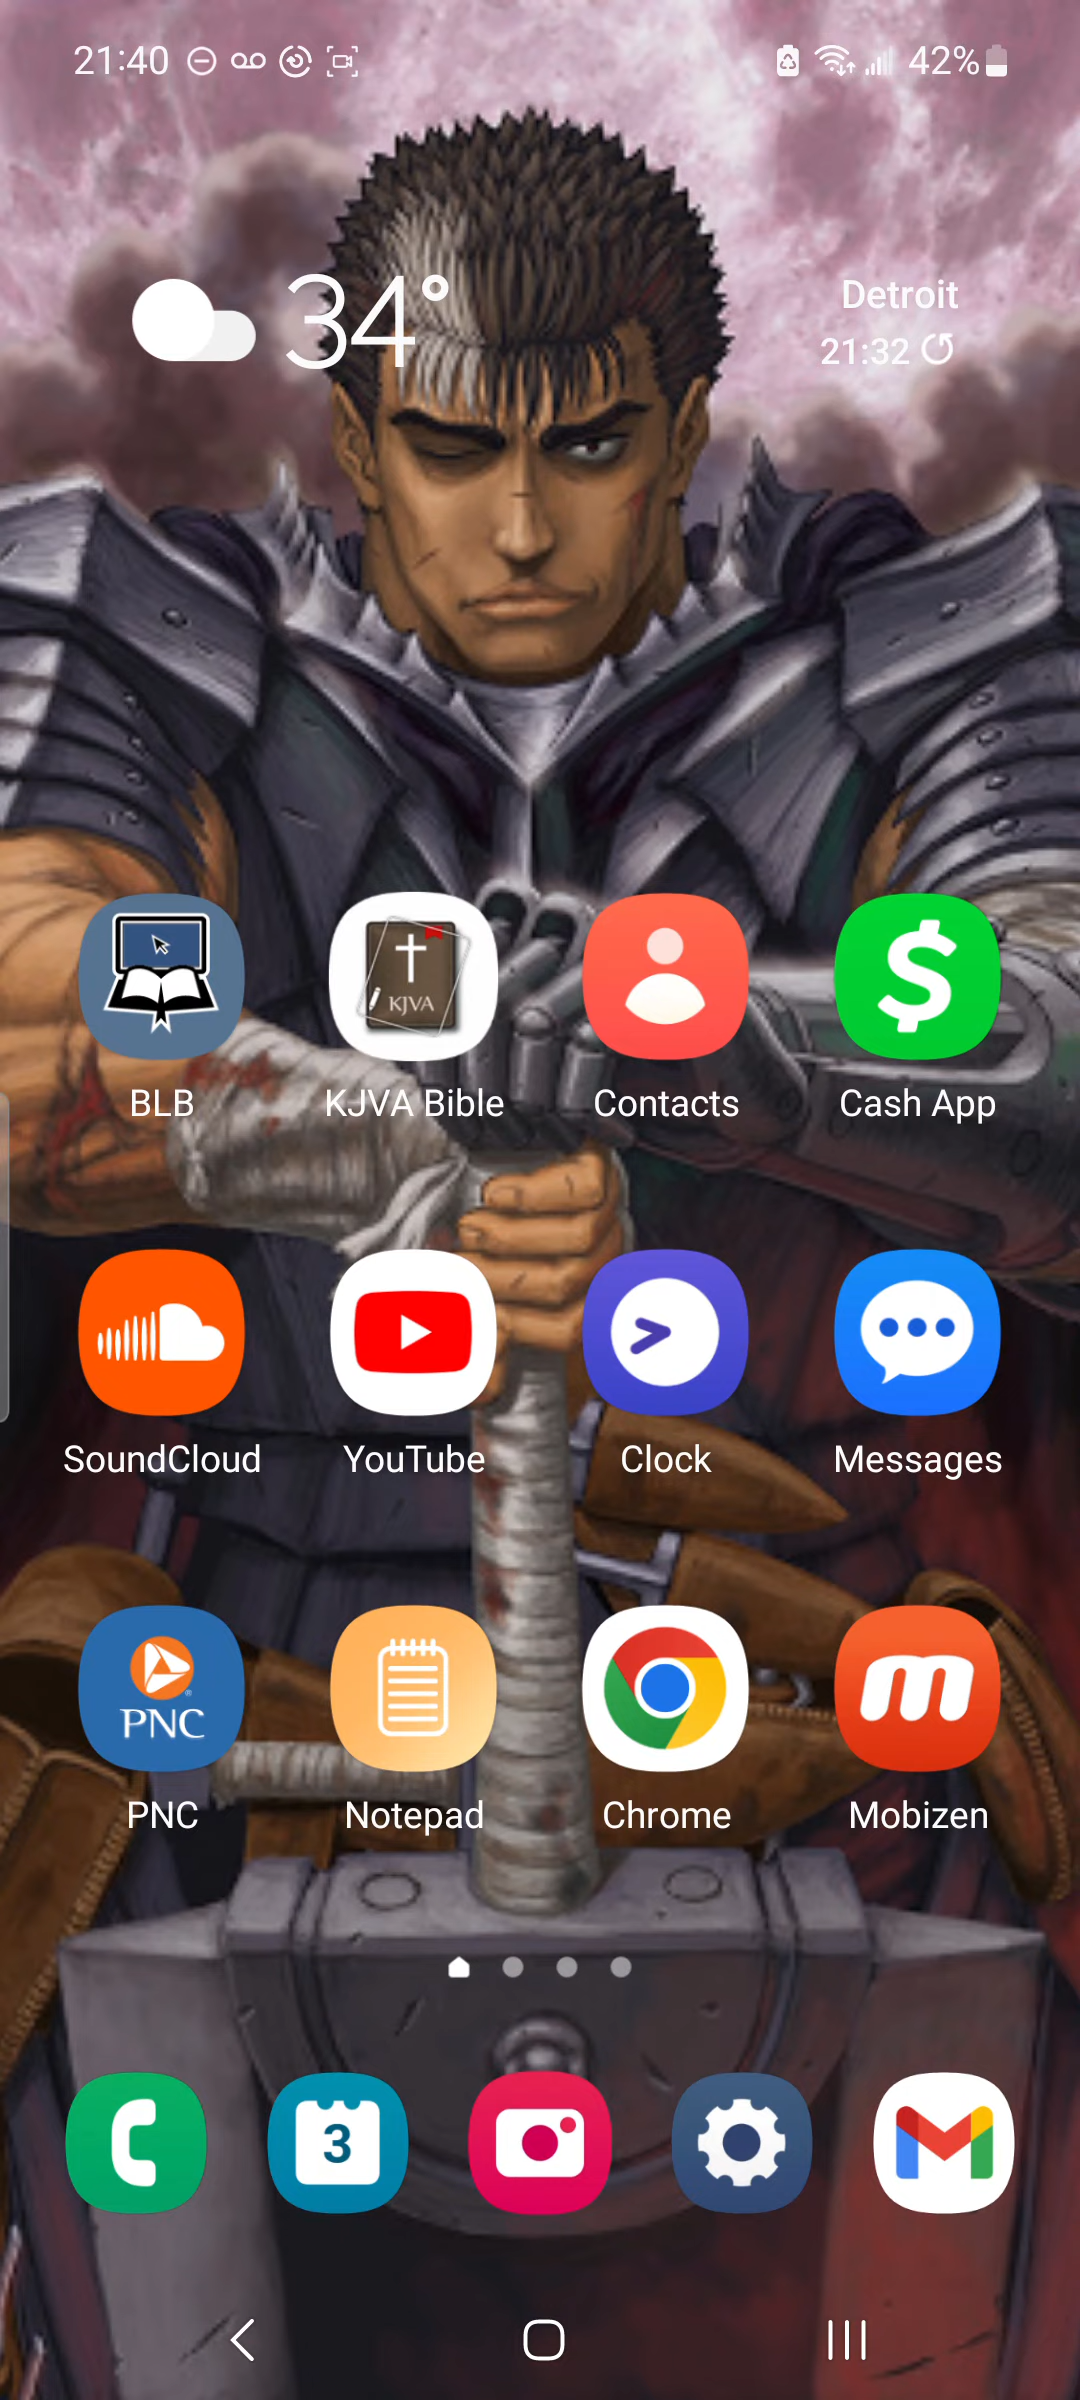 21:40
42%
34°
Detroit
21:32
KJVA
BLB
KJVA Bible
Contacts
Cash App
SoundCloud
YouTube
Clock
Messages
PNC
PNC
Notepad
Chrome
Mobizen
3